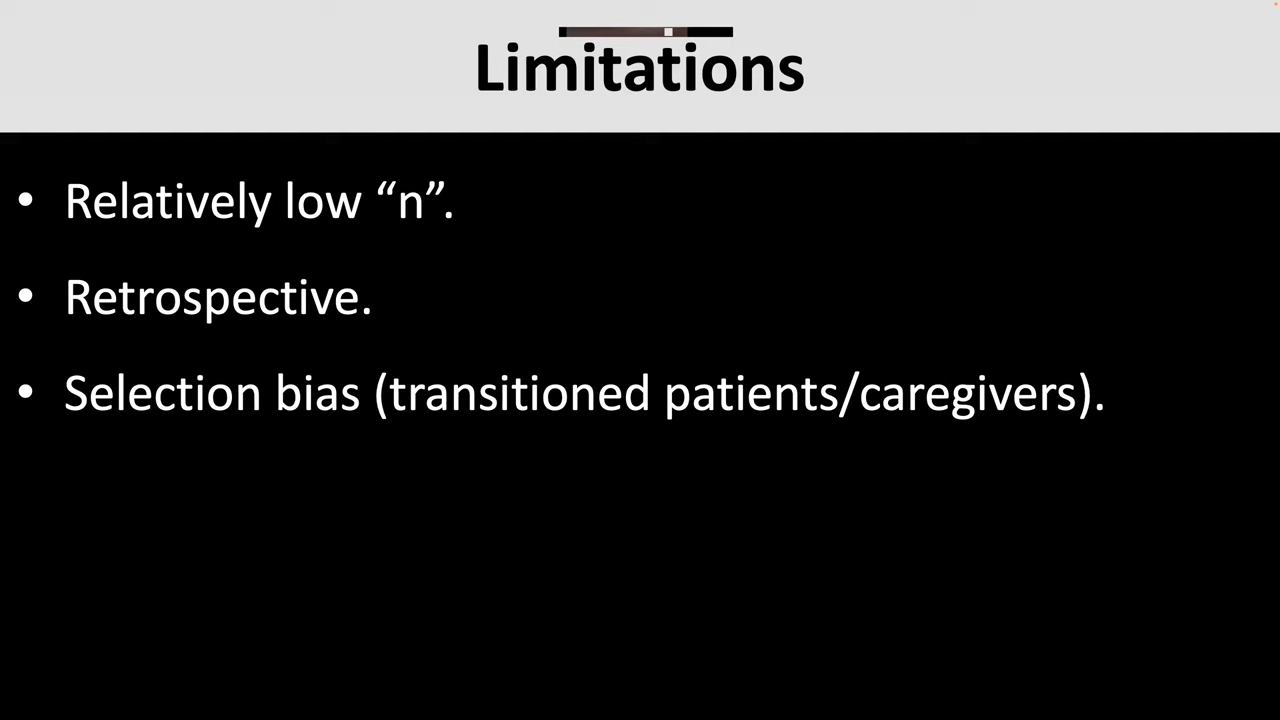 Limitations
• Relatively low “n”.
• Retrospective.
• Selection bias (transitioned patients/caregivers).